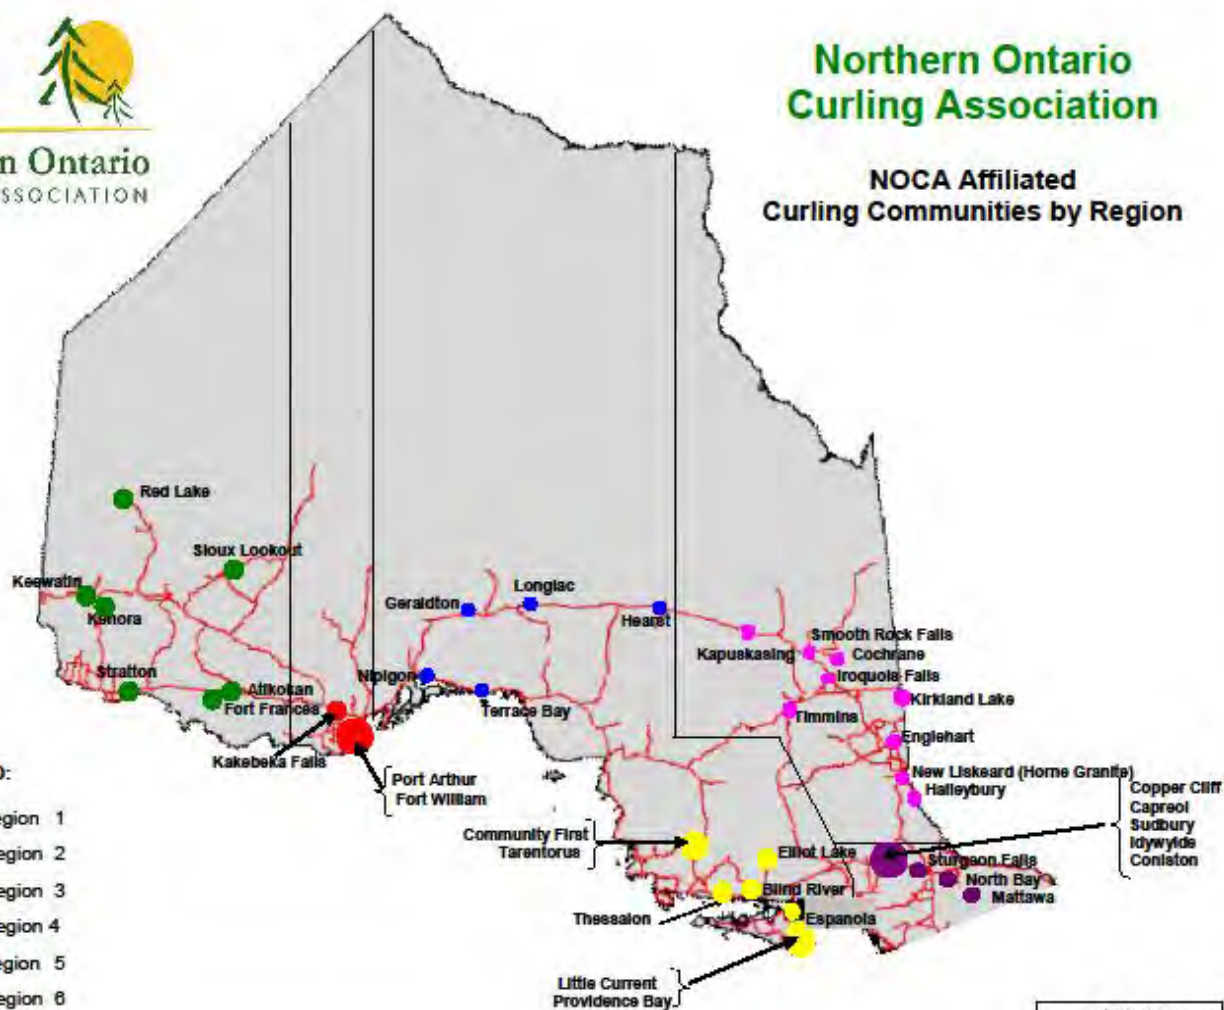 n Ontario
SSOCIATION
Northern Ontario
Curling Association
NOCA Affiliated
Curling Communities by Region
Red Lake
Sioux Lookout
Keewatin
Kenora
Stratton
Atikokan
Fort Frances
Kakebeka Falls
Port Arthur
Fort William
Geraldton
Longlac
Hearst
Nipigon
Terrace Bay
Kapuskasing
Smooth Rock Falls
Cochrane
Iroquois Falls
Kirkland Lake
Timmins
Englehart
New Liskeard (Horne Granite)
Haileybury
Copper Cliff
Capreol
Sudbury
Idywylde
Coniston
Community First
Tarentorus
Elliot Lake
Sturgeon Falls
North Bay
Mattawa
Blind River
Thessalon
Espanola
Little Current
Providence Bay
egion 1
egion 2
egion 3
egion 4
egion 5
egion 6